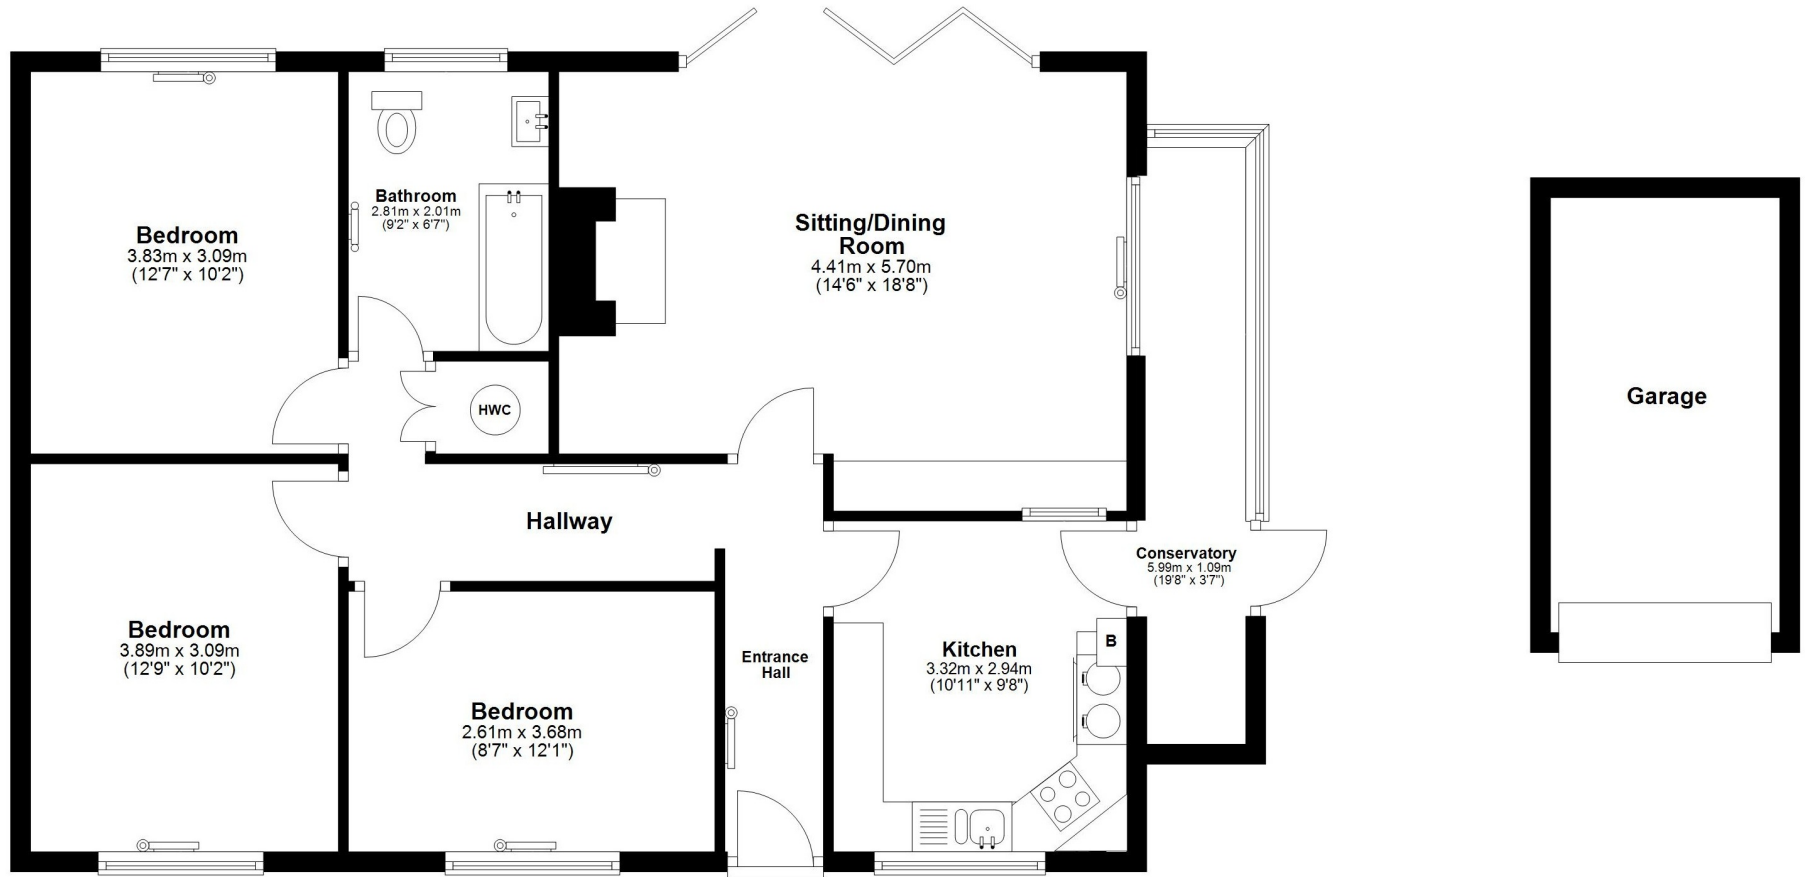 Bathroom
2.81m x 2.01m
(9'2" x 6'7")
Bedroom
3.83m x 3.09m
(12'7" x 10'2")
Sitting/Dining
Room
4.41m x 5.70m
(14'6" x 18'8")
HWC
Garage
Hallway
Conservatory
5.99m x 1.09m
(19'8" x 3'7")
Bedroom
3.89m x 3.09m
(12'9" x 10'2")
Entrance
Hall
Kitchen
3.32m x 2.94m
(10'11" x 9'8")
B
Bedroom
2.61m x 3.68m
(8'7" x 12'1")